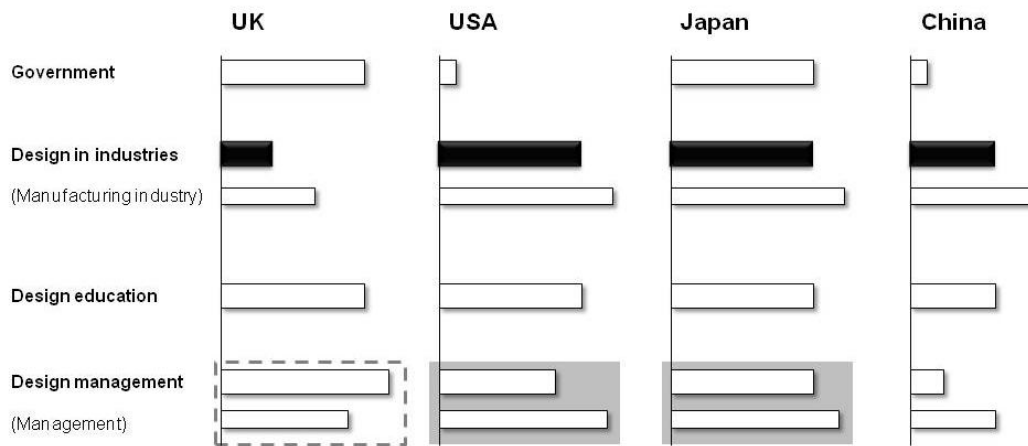 UK USA Japan China
Government
Design in industries
(Manufacturing industry)
Design education
Design management
(Management)